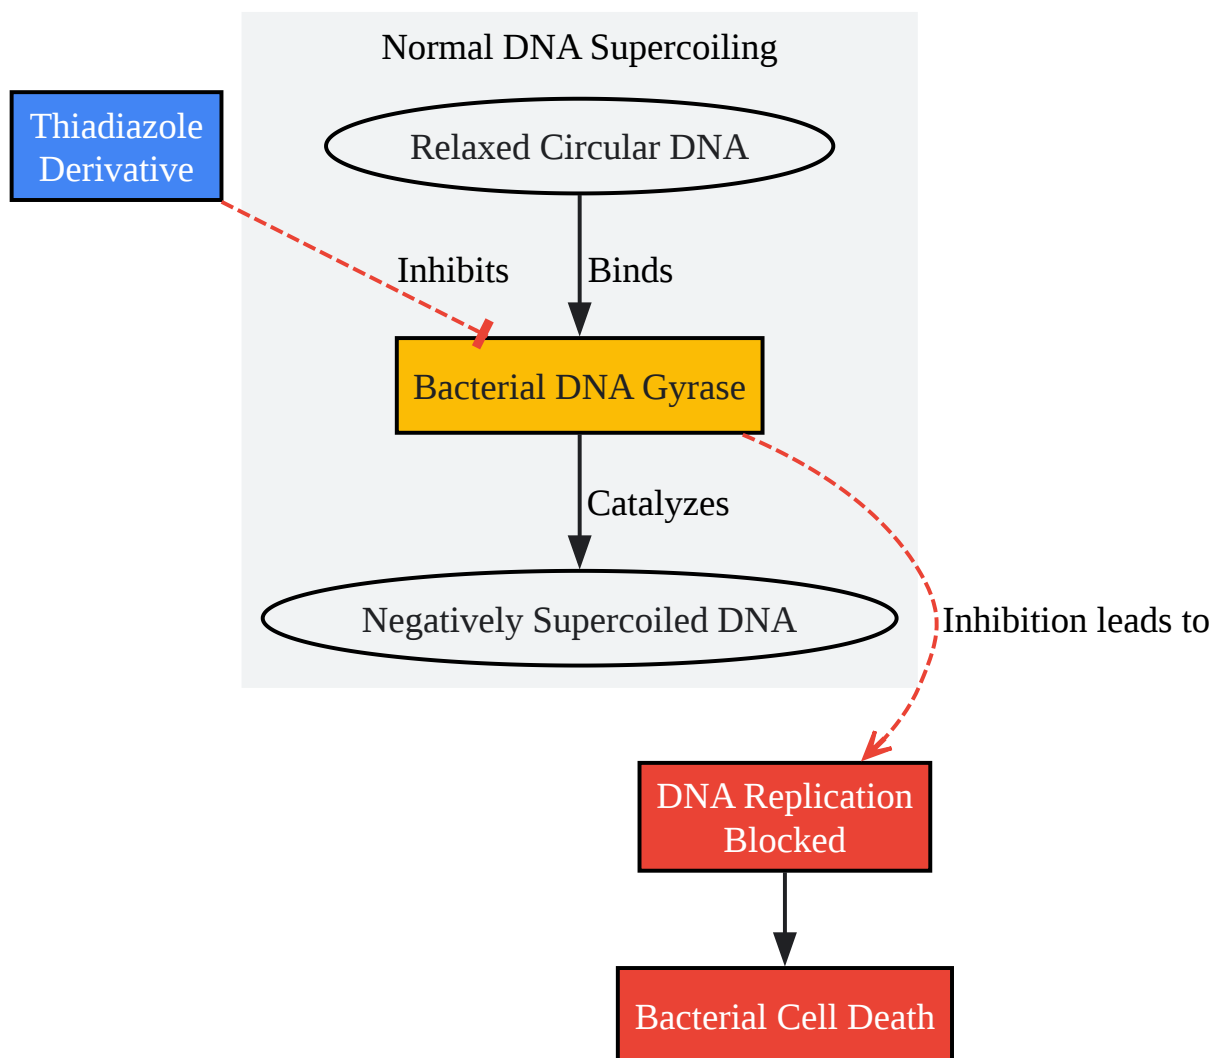 Normal DNA Supercoiling
Thiadiazole
Derivative
Relaxed Circular DNA
Inhibits
Binds
Bacterial DNA Gyrase
Catalyzes
Negatively Supercoiled DNA
Inhibition leads to
DNA Replication
Blocked
Bacterial Cell Death